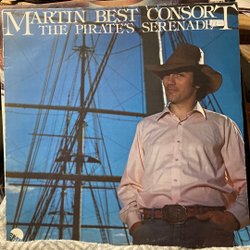 MARTIN BEST CONSORT
THE PIRATE'S SERENADE